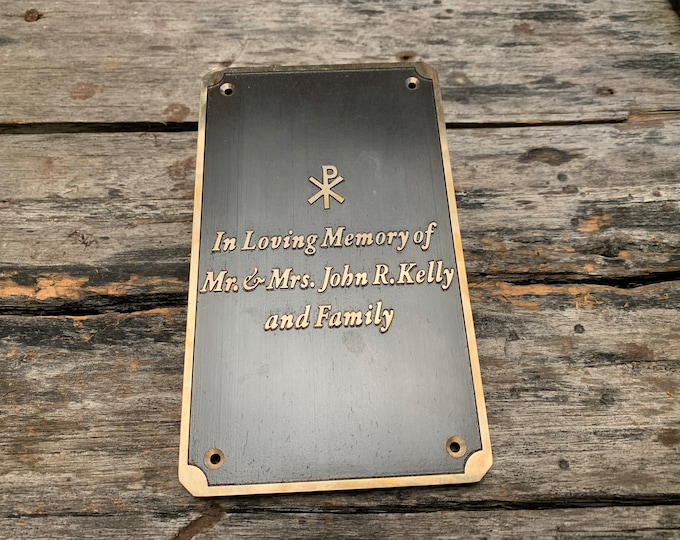 In Loving Memory of
Mr. & Mrs. John R. Kelly
and Family